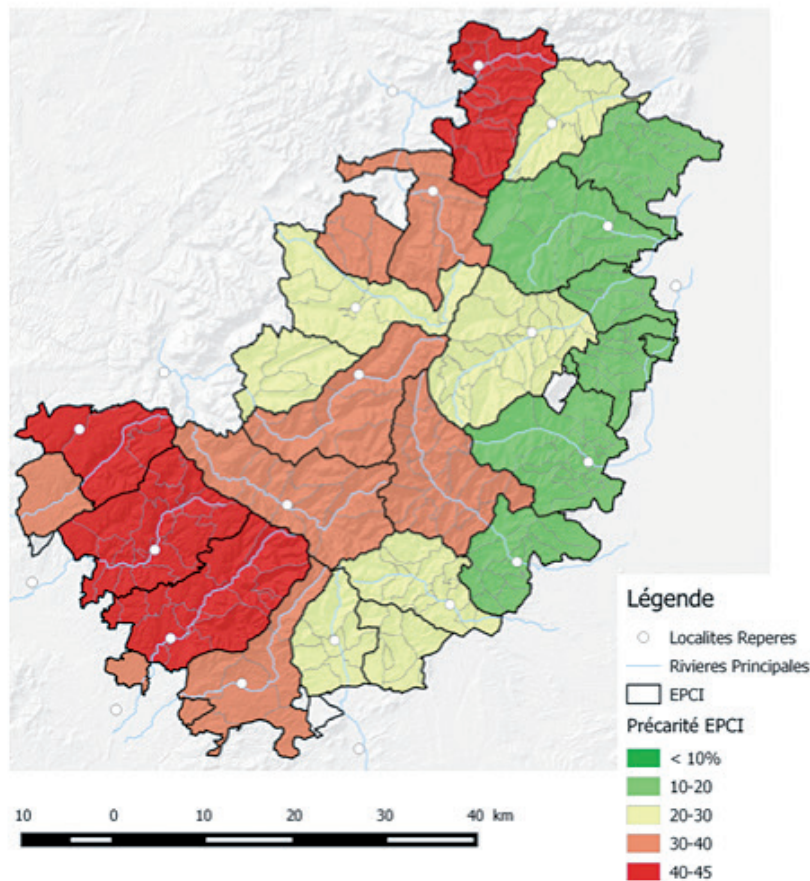 Légende
Localites Reperes
Rivieres Principales
EPCI
Précarité EPCI
< 10%
10-20
20-30
30-40
40-45
10 0 10 20 30 40 km